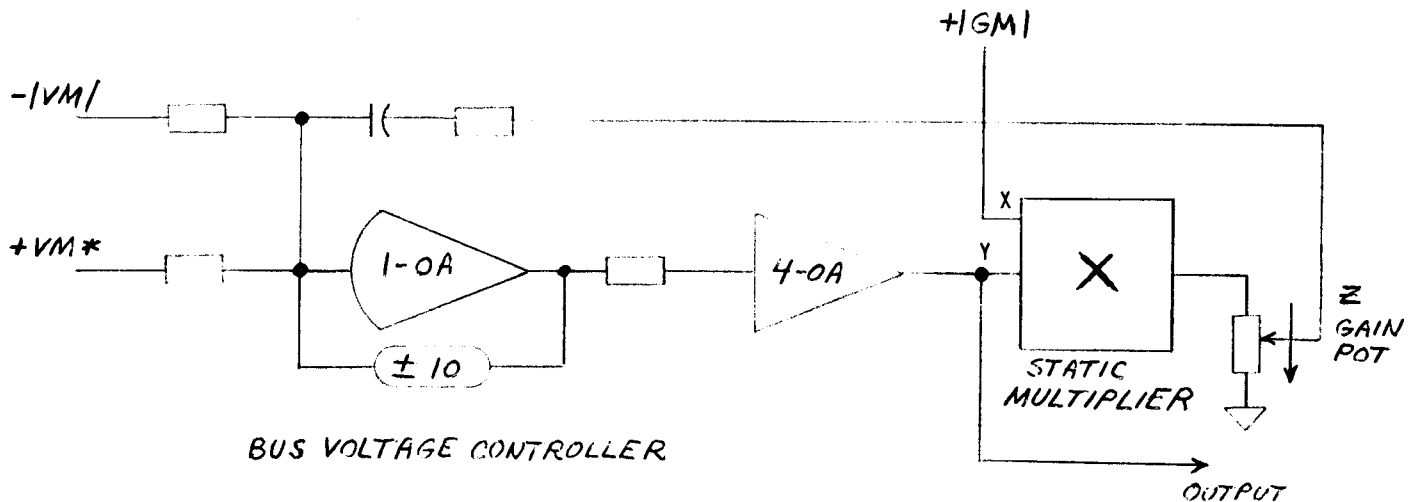 +|GM|
-|VM|
X
+VM*
1-OA
4-OA
Y
X
Z
GAIN
POT
± 10
STATIC
MULTIPLIER
BUS VOLTAGE CONTROLLER
OUTPUT